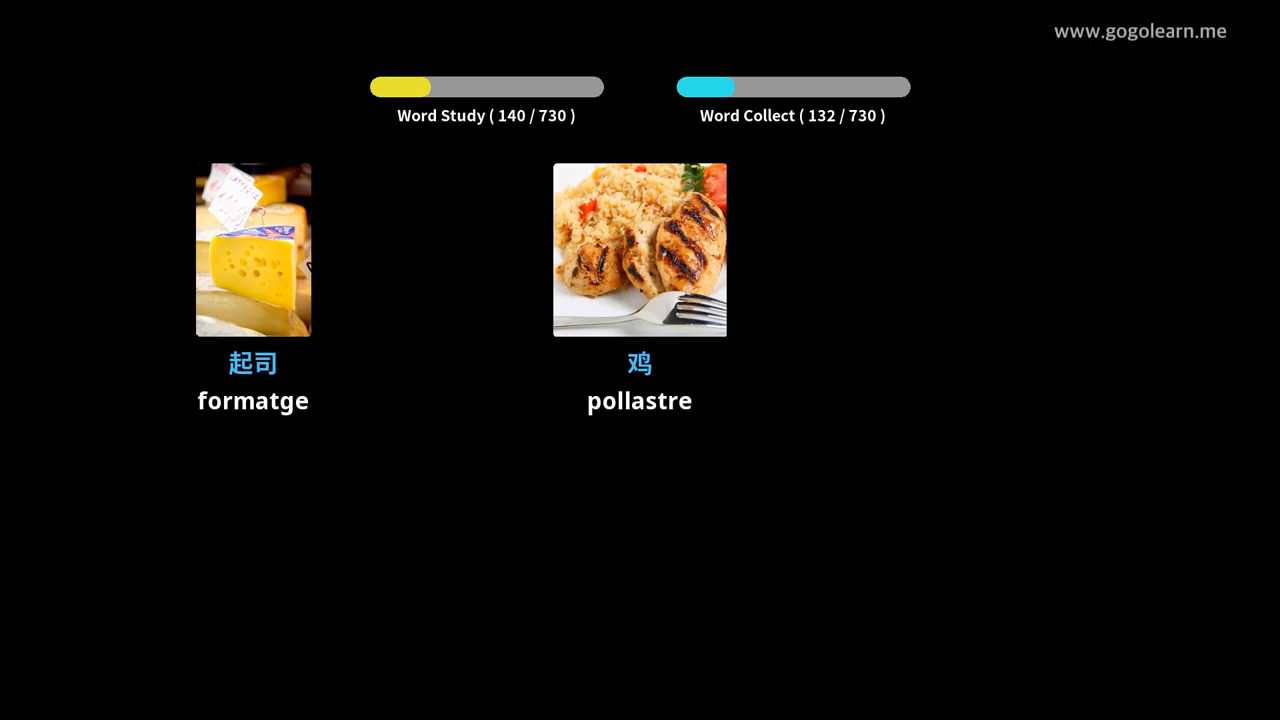 www.gogolearn.me
Word Study ( 140 / 730 )
Word Collect ( 132 / 730 )
起司
formatge
鸡
pollastre